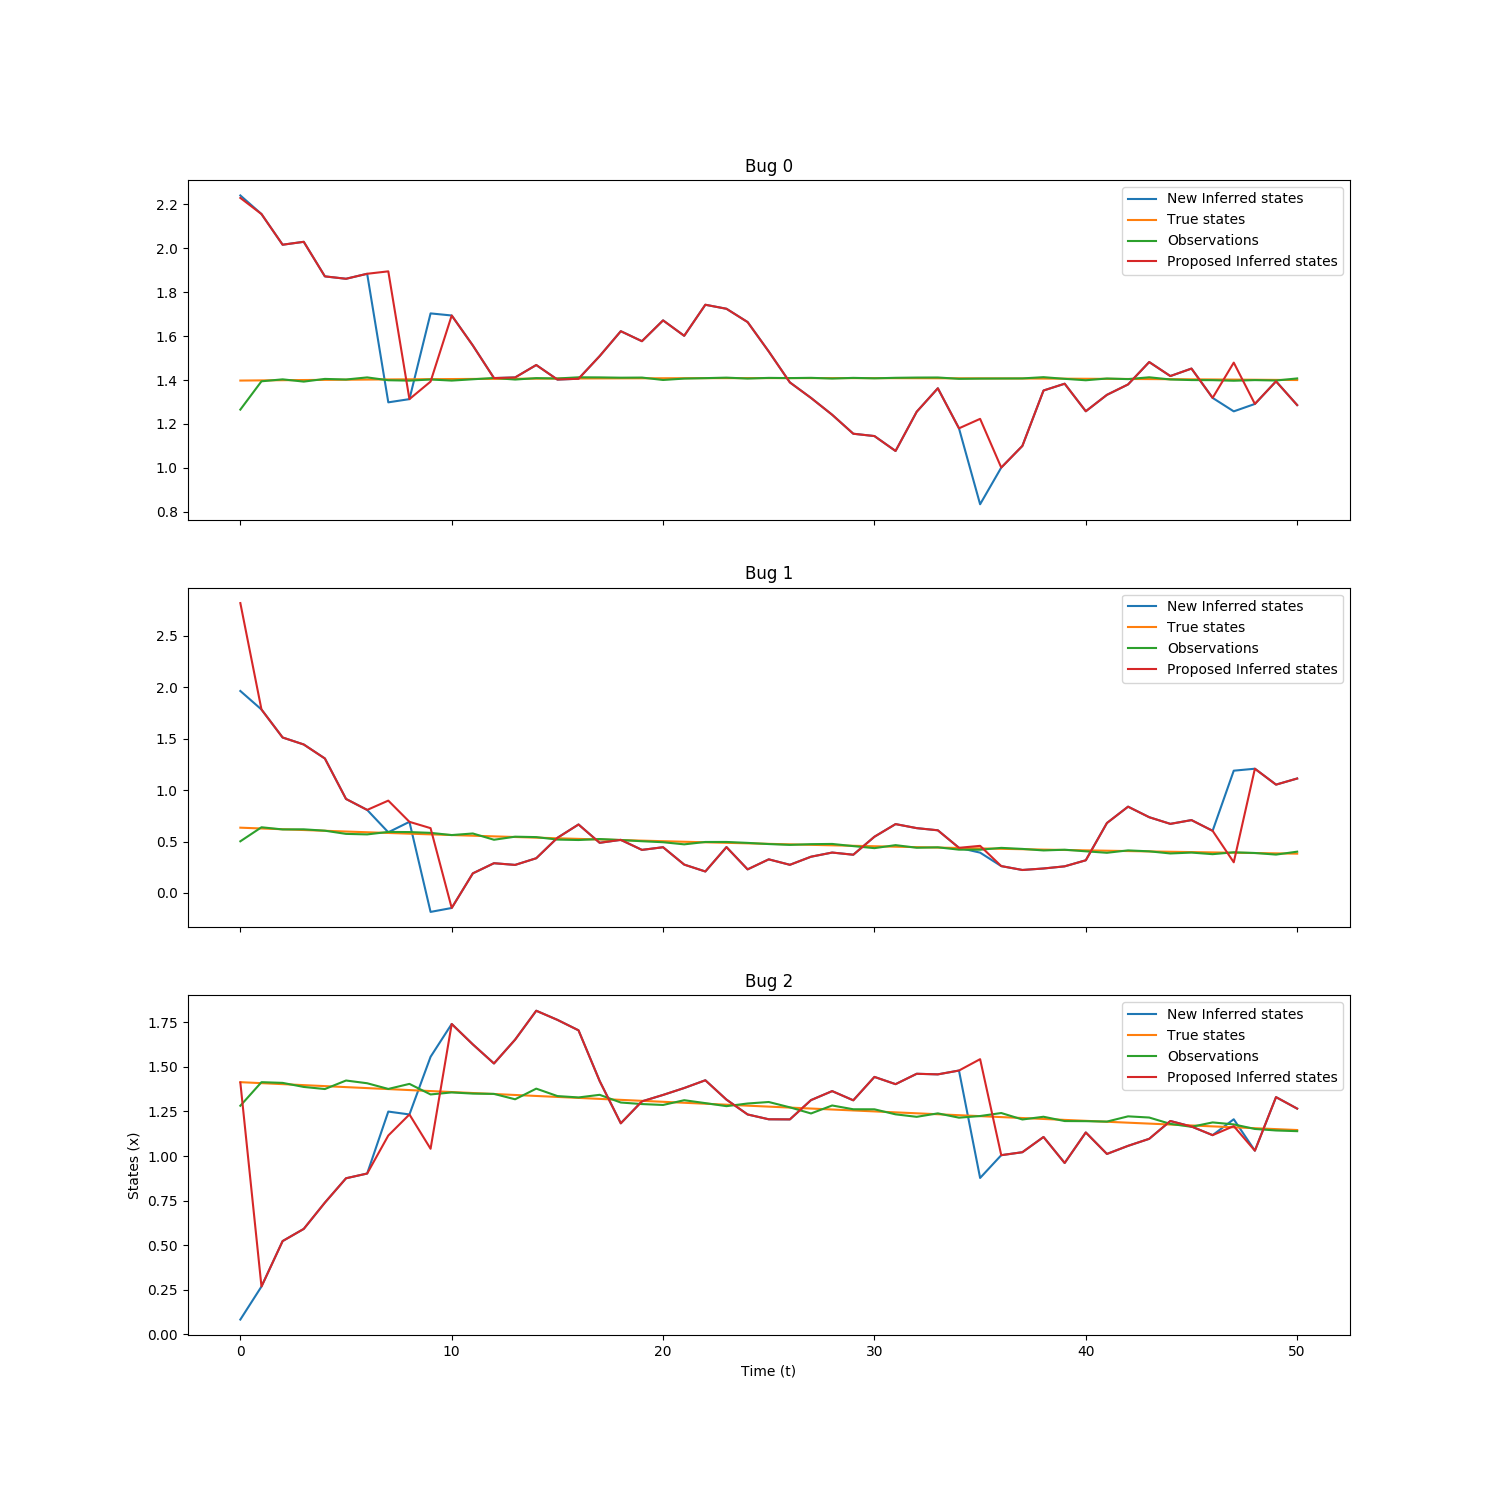 Bug 0
2.2
2.0
1.8
1.6
1.4
1.2
1.0
0.8
New Inferred states
True states
Observations
Proposed Inferred states
Bug 1
2.5
2.0
1.5
1.0
0.5
0.0
New Inferred states
True states
Observations
Proposed Inferred states
Bug 2
States (x)
1.75
1.50
1.25
1.00
0.75
0.50
0.25
0.00
New Inferred states
True states
Observations
Proposed Inferred states
0 10 20 30 40 50
Time (t)